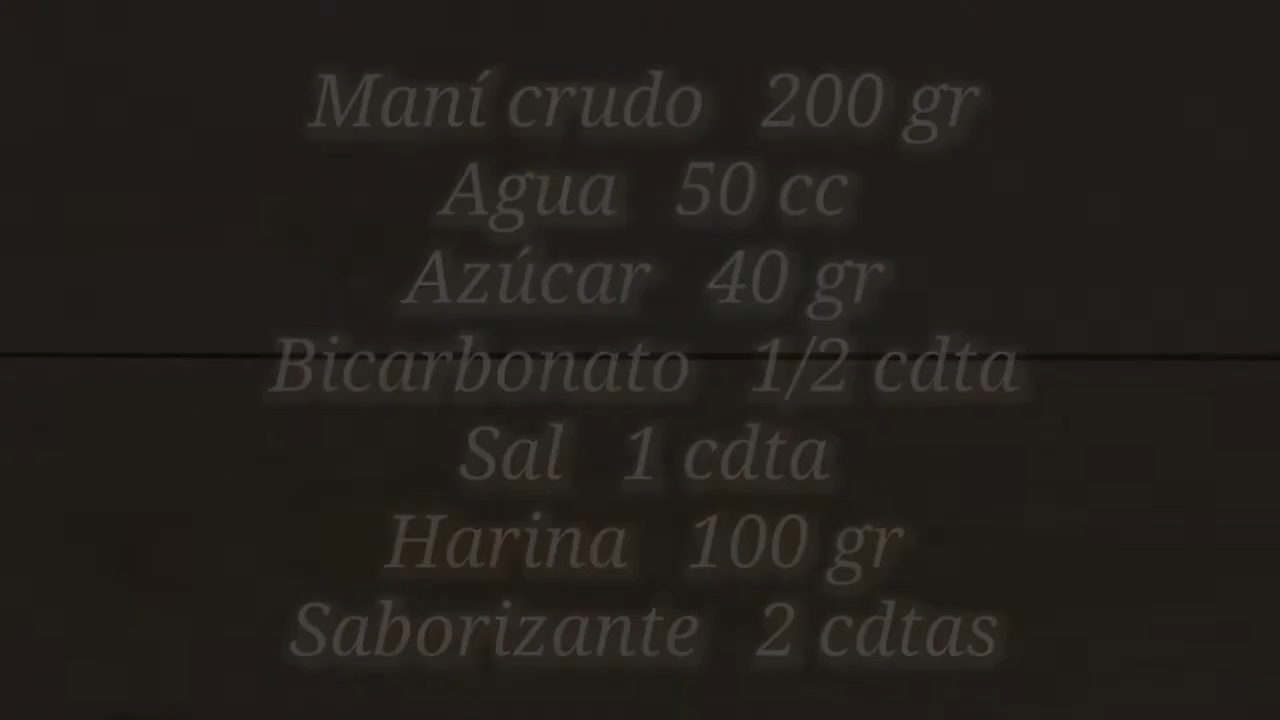 Maní crudo 200 gr
Agua 50 cc
Azúcar 40 gr
Bicarbonato 1/2 cdta
Sal 1 cdta
Harina 100 gr
Saborizante 2 cdtas